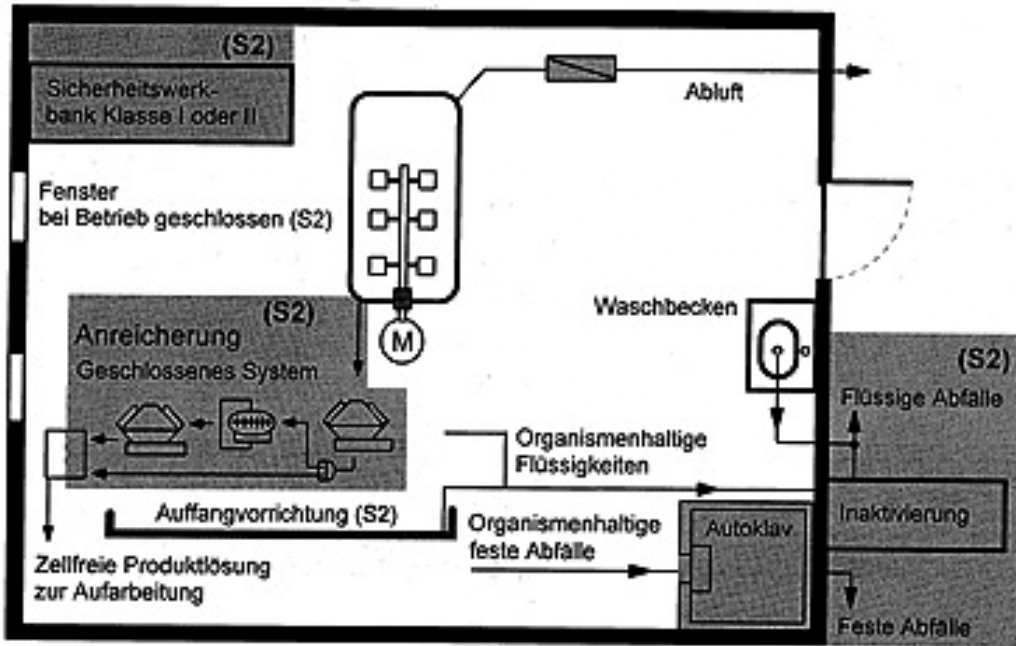 (S2)
Sicherheitswerk-
bank Klasse I oder II
Abluft
Fenster
bei Betrieb geschlossen (S2)
M
(S2)
Anreicherung
Geschlossenes System
Waschbecken
(S2)
Flüssige Abfälle
Organismenhaltige
Flüssigkeiten
Auffangvorrichtung (S2)
Organismenhaltige
feste Abfälle
Autoklav
Inaktivierung
Zellfreie Produktlösung
zur Aufarbeitung
Feste Abfälle